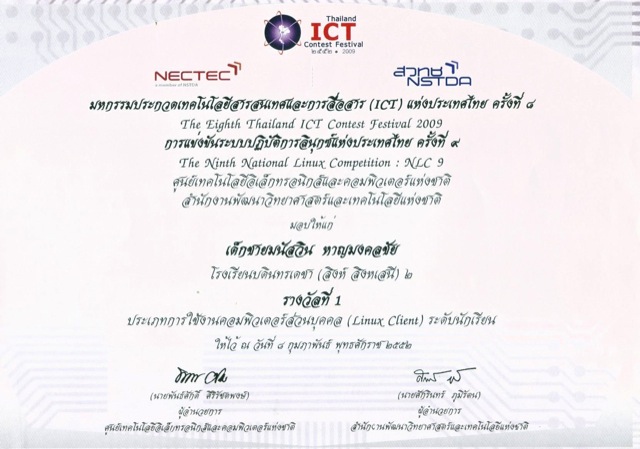 Thailand
ICT
Contest Festival
๒๕๕๒ • 2009
NECTEC
a member of NSTDA
สวทช
NSTDA
มหกรรมประกวดเทคโนโลยีสารสนเทศและการสื่อสาร (ICT) แห่งประเทศไทย ครั้งที่ ๘
The Eighth Thailand ICT Contest Festival 2009
การแข่งขันระบบปฏิบัติการลินุกซ์แห่งประเทศไทย ครั้งที่ ๙
The Ninth National Linux Competition : NLC 9
ศูนย์เทคโนโลยีอิเล็กทรอนิกส์และคอมพิวเตอร์แห่งชาติ
สำนักงานพัฒนาวิทยาศาสตร์และเทคโนโลยีแห่งชาติ
มอบให้แก่
เด็กชายมนัสวิน หาญมงคลชัย
โรงเรียนบดินทรเดชา (สิงห์ สิงหเสนี) ๒
รางวัลที่ 1
ประเภทการใช้งานคอมพิวเตอร์ส่วนบุคคล (Linux Client) ระดับนักเรียน
ให้ไว้ ณ วันที่ ๘ กุมภาพันธ์ พุทธศักราช ๒๕๕๒
(นายพันธ์ศักดิ์ ศิริรัชตพงษ์)
ผู้อำนวยการ
ศูนย์เทคโนโลยีอิเล็กทรอนิกส์และคอมพิวเตอร์แห่งชาติ
(นายศักรินทร์ ภูมิรัตน)
ผู้อำนวยการ
สำนักงานพัฒนาวิทยาศาสตร์และเทคโนโลยีแห่งชาติ